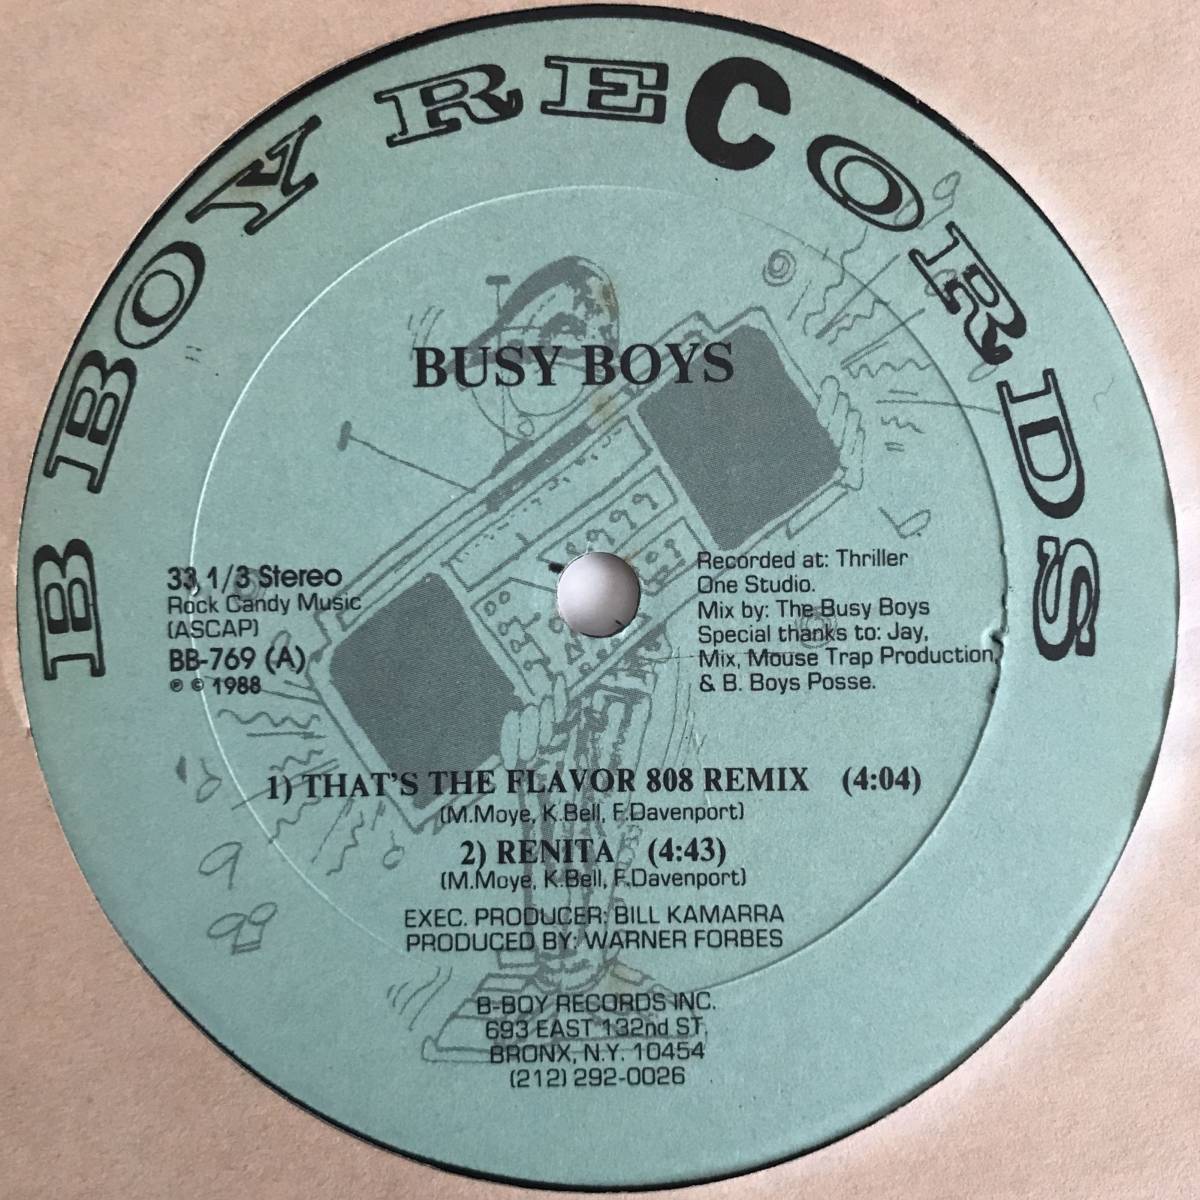 B BOY RECORDS
BUSY BOYS
33 1/3 Stereo
Rock Candy Music
(ASCAP)
BB-769 (A)
℗ © 1988
Recorded at: Thriller
One Studio.
Mix by: The Busy Boys
Special thanks to: Jay,
Mix, Mouse Trap Production,
& B. Boys Posse.
1) THAT'S THE FLAVOR 808 REMIX (4:04)
(M.Moye, K.Bell, F.Davenport)
2) RENITA (4:43)
(M.Moye, K.Bell, F.Davenport)
EXEC. PRODUCER: BILL KAMARRA
PRODUCED BY: WARNER FORBES
B-BOY RECORDS INC.
693 EAST 132nd ST.
BRONX, N.Y. 10454
(212) 292-0026